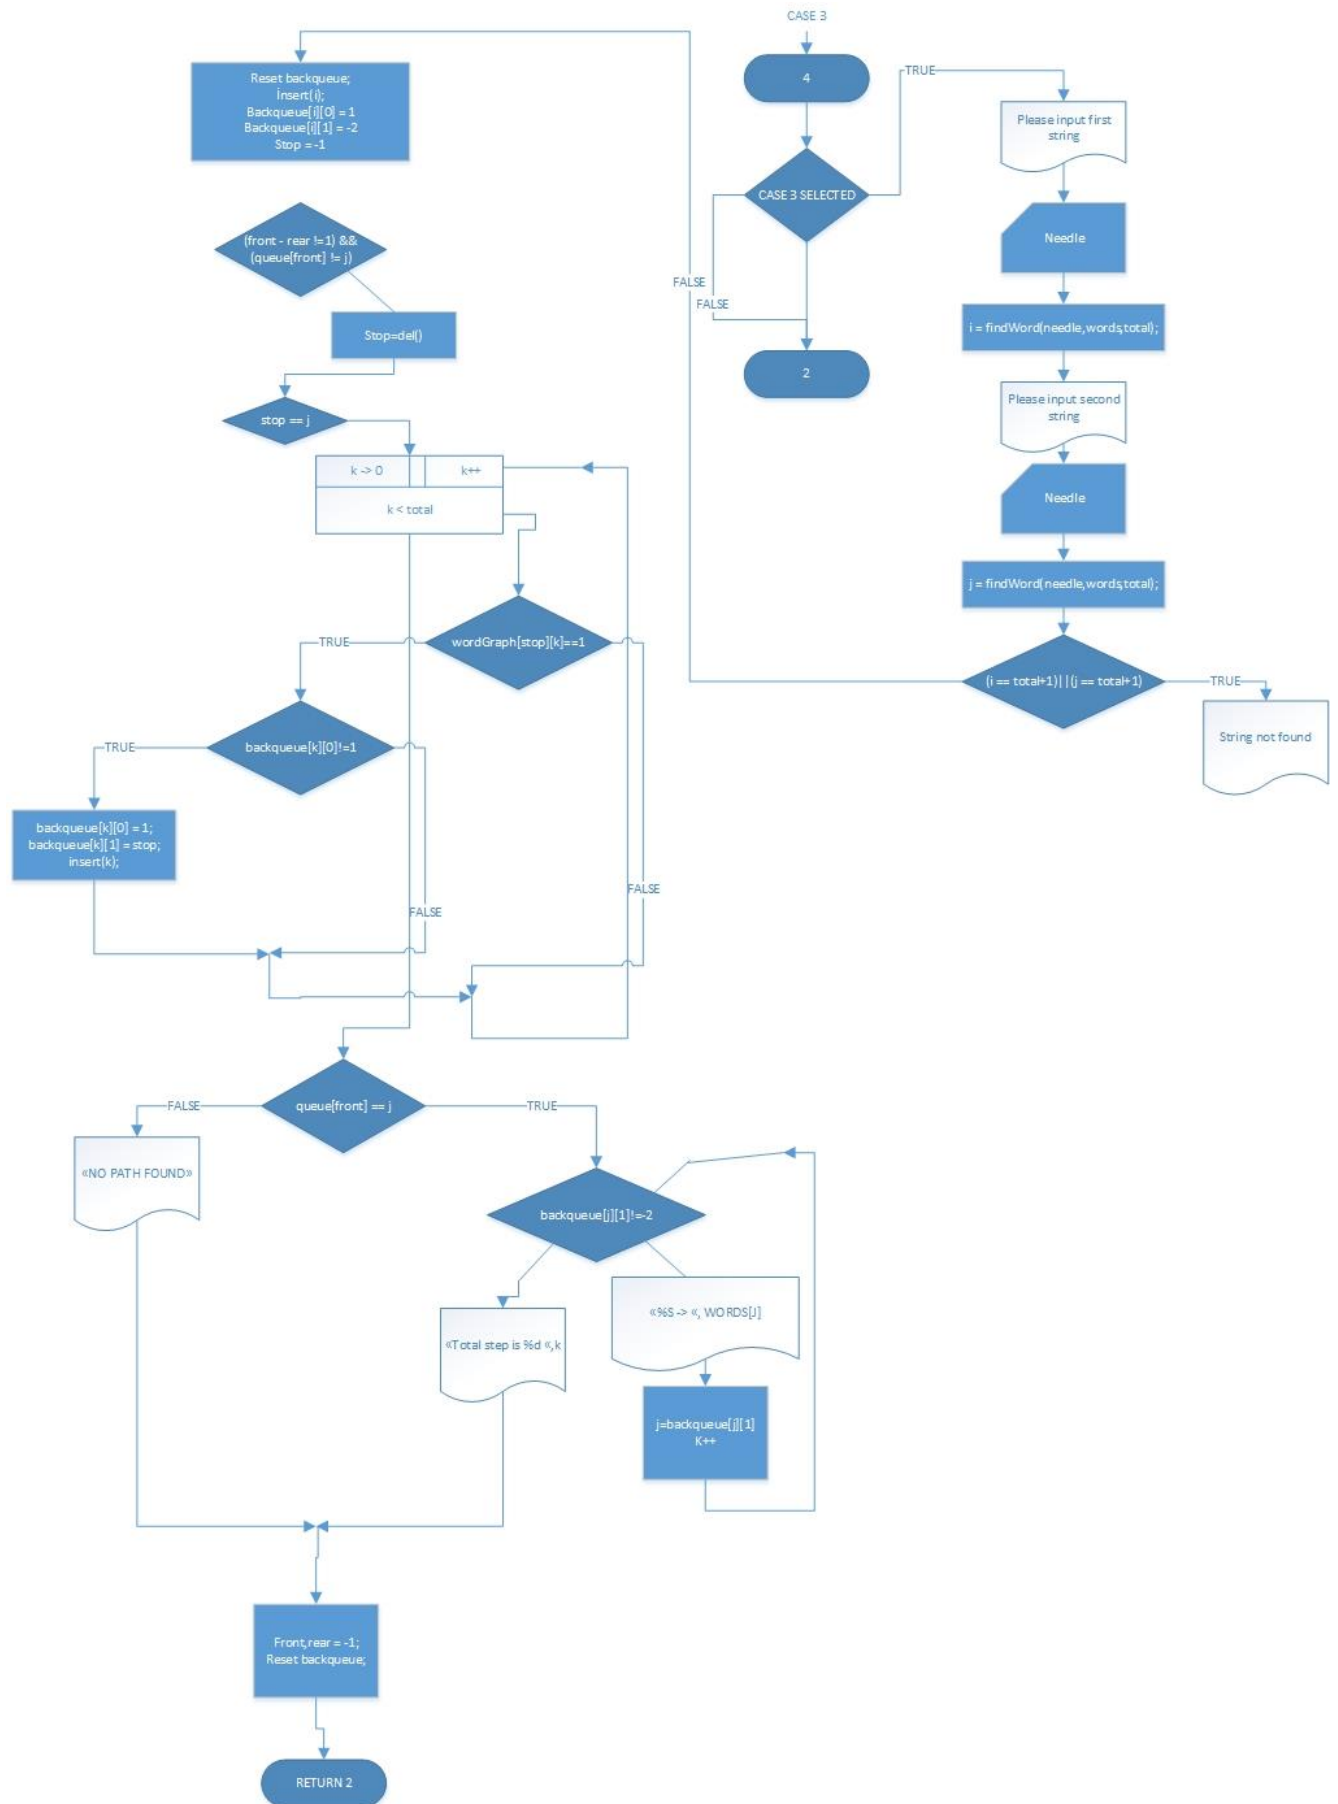 CASE 3
4
CASE 3 SELECTED
FALSE
2
TRUE
Please input first
string
Needle
i = findWord(needle,words,total);
Please input second
string
Needle
j = findWord(needle,words,total);
(i == total+1)||(j == total+1)
TRUE
String not found
FALSE
Reset backqueue;
İnsert(i);
Backqueue[i][0] = 1
Backqueue[i][1] = -2
Stop = -1
(front - rear !=1) &&
(queue[front] != j)
Stop=del()
stop == j
k -> 0
k++
k < total
wordGraph[stop][k]==1
TRUE
FALSE
backqueue[k][0]!=1
TRUE
FALSE
backqueue[k][0] = 1;
backqueue[k][1] = stop;
insert(k);
queue[front] == j
FALSE
TRUE
«NO PATH FOUND»
backqueue[j][1]!=-2
«%S -> «, WORDS[J]
«Total step is %d «,k
j=backqueue[j][1]
K++
Front,rear = -1;
Reset backqueue;
RETURN 2